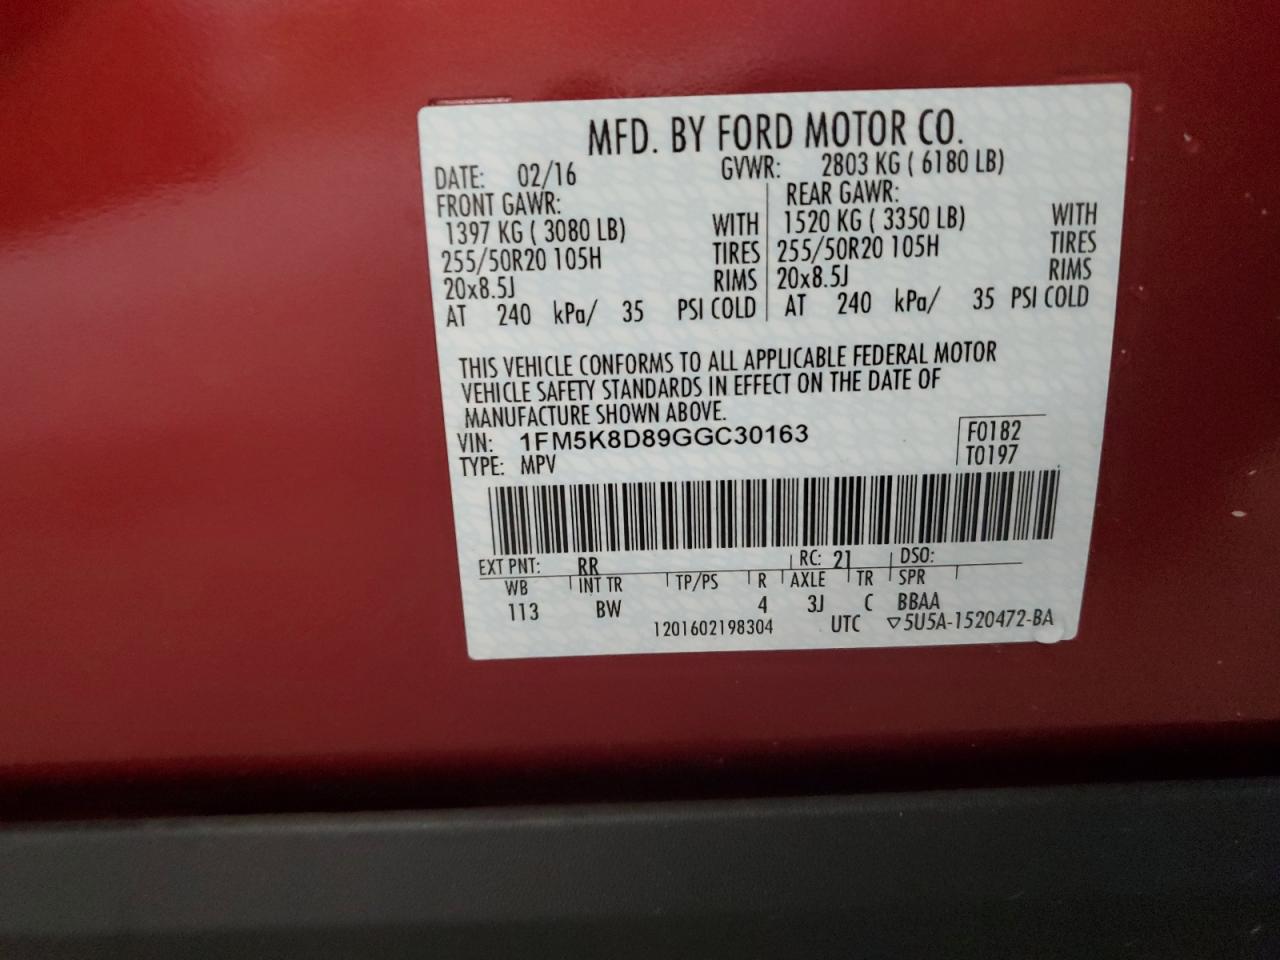 MFD. BY FORD MOTOR CO.
DATE: 02/16 GVWR: 2803 KG ( 6180 LB)
FRONT GAWR: REAR GAWR:
1397 KG ( 3080 LB) WITH 1520 KG ( 3350 LB) WITH
255/50R20 105H TIRES 255/50R20 105H TIRES
20x8.5J RIMS 20x8.5J RIMS
AT 240 kPa/ 35 PSI COLD AT 240 kPa/ 35 PSI COLD
THIS VEHICLE CONFORMS TO ALL APPLICABLE FEDERAL MOTOR
VEHICLE SAFETY STANDARDS IN EFFECT ON THE DATE OF
MANUFACTURE SHOWN ABOVE.
VIN: 1FM5K8D89GGC30163 F0182
TYPE: MPV T0197
EXT PNT: RR RC: 21 DSO:
WB INT TR TP/PS R AXLE TR SPR
113 BW 4 3J C BBAA
1201602198304 UTC ▽5U5A-1520472-BA